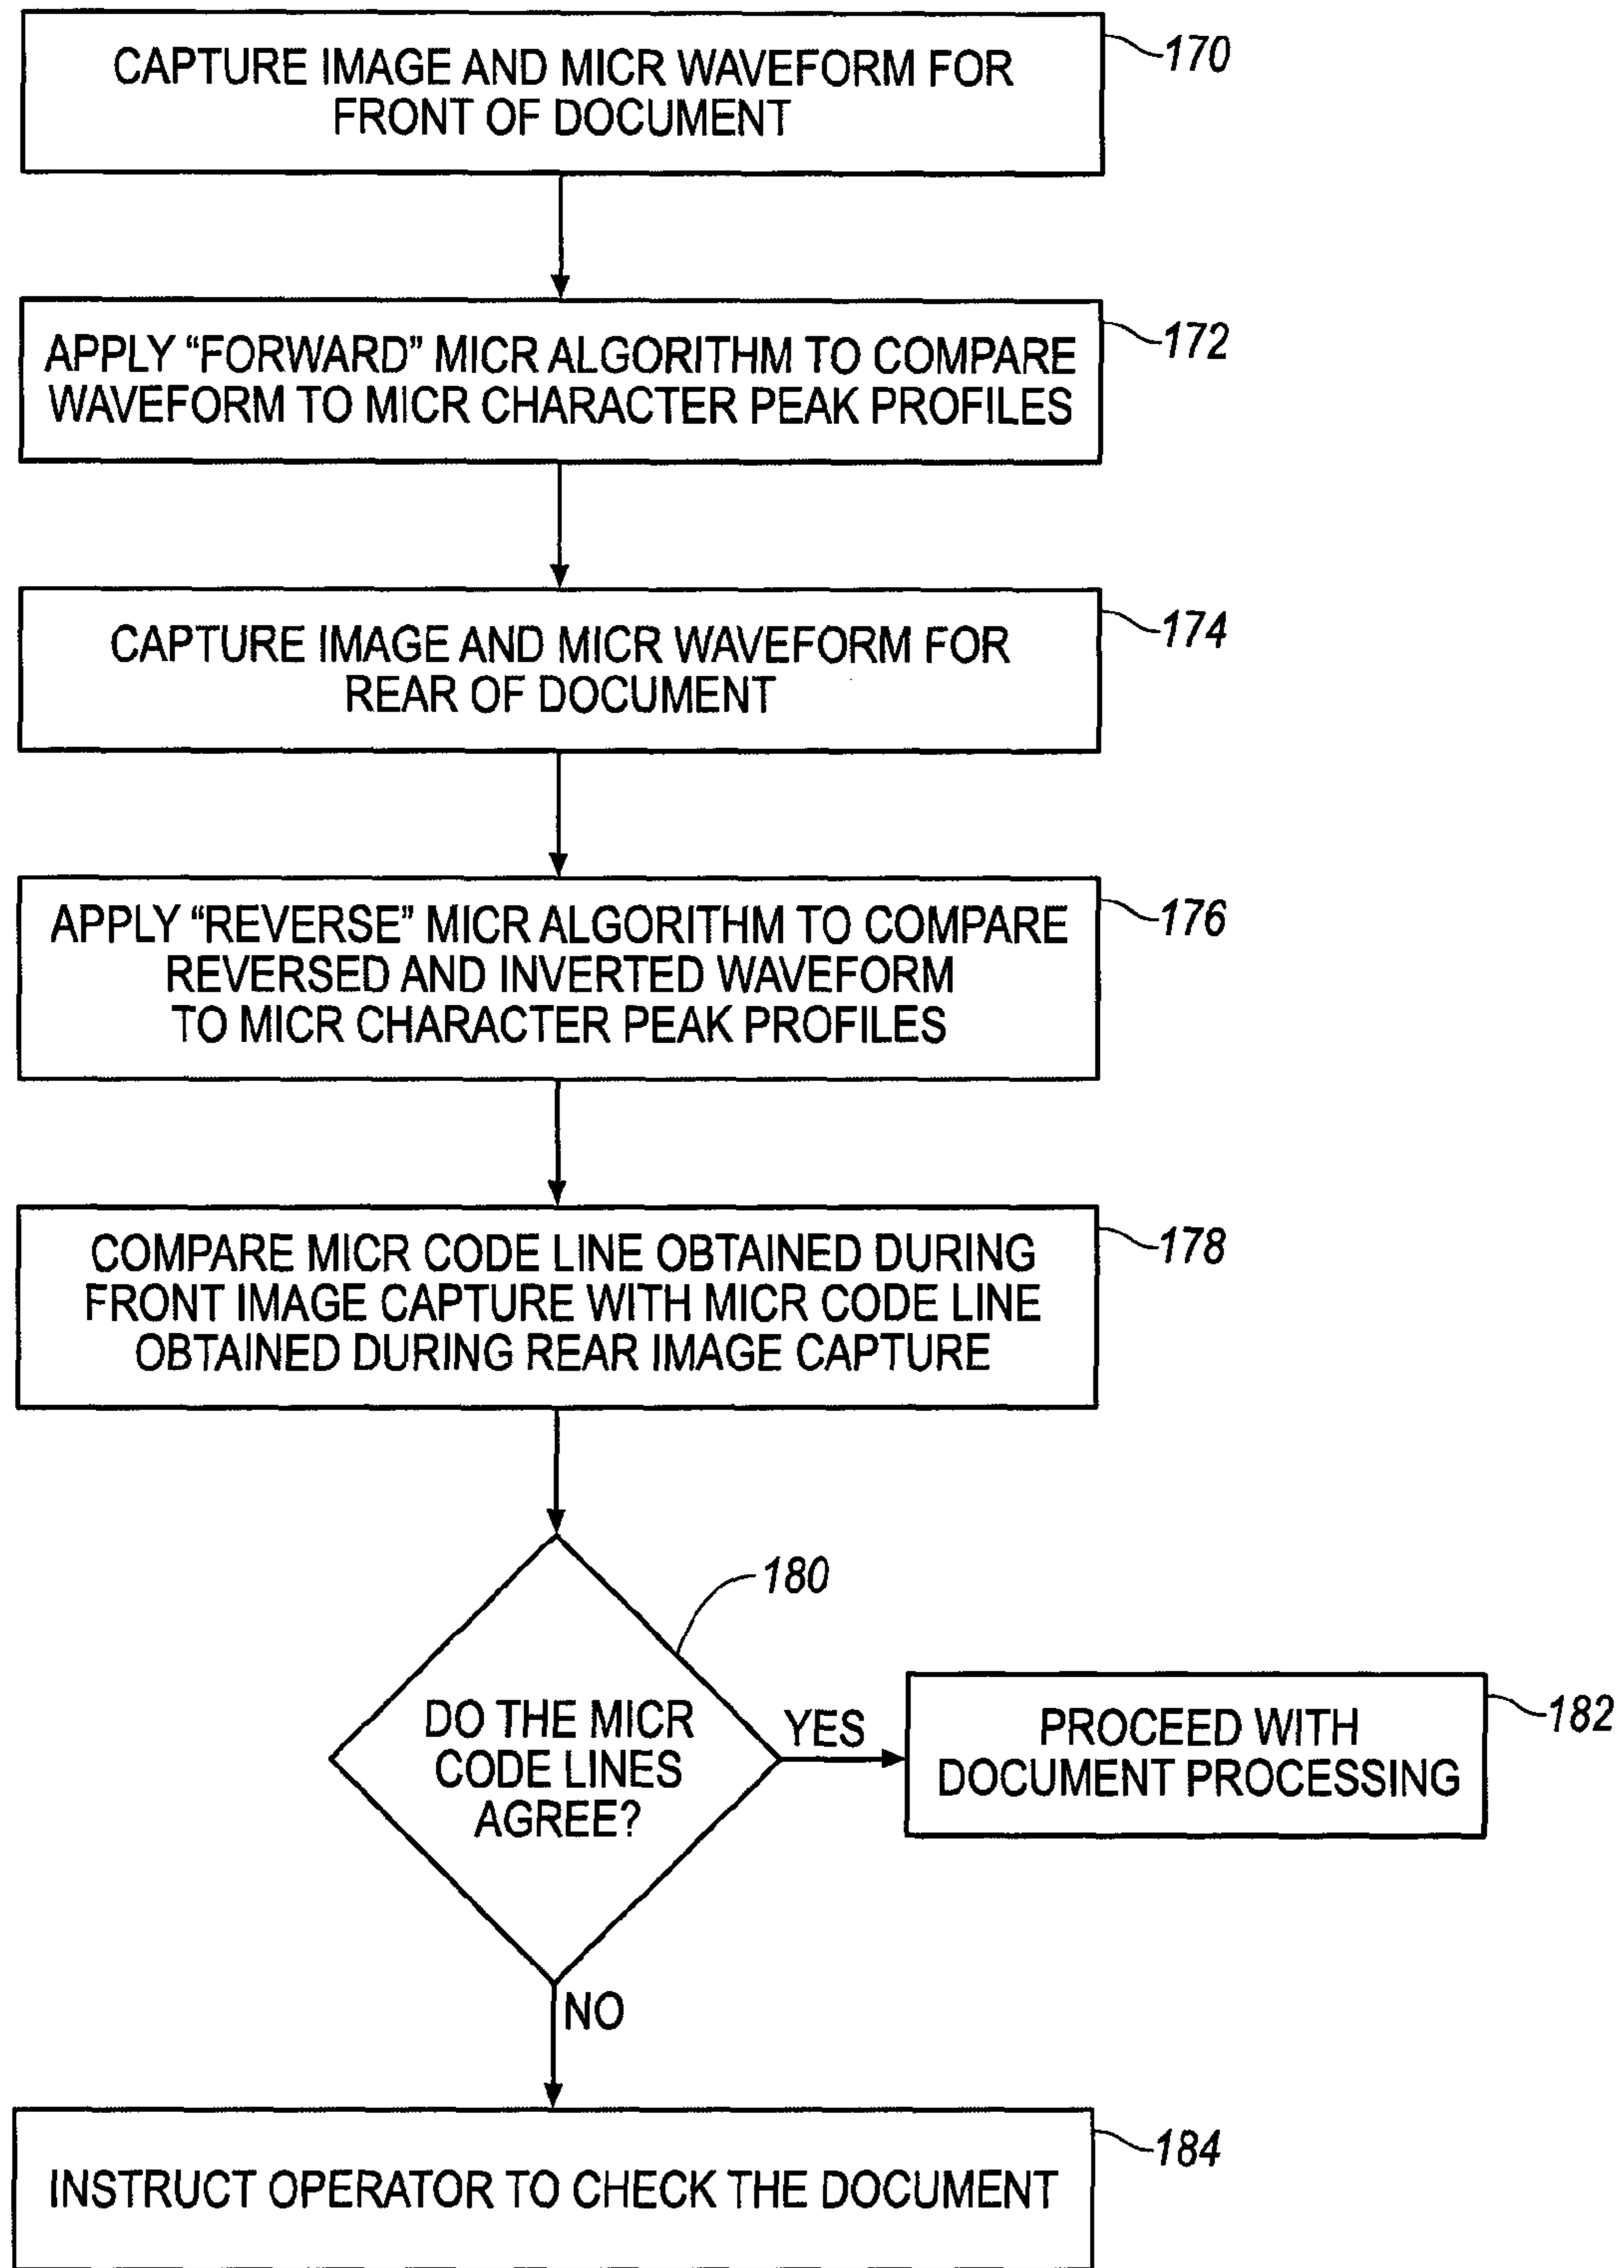 CAPTURE IMAGE AND MICR WAVEFORM FOR
FRONT OF DOCUMENT
170
APPLY “FORWARD” MICR ALGORITHM TO COMPARE
WAVEFORM TO MICR CHARACTER PEAK PROFILES
172
CAPTURE IMAGE AND MICR WAVEFORM FOR
REAR OF DOCUMENT
174
APPLY “REVERSE” MICR ALGORITHM TO COMPARE
REVERSED AND INVERTED WAVEFORM
TO MICR CHARACTER PEAK PROFILES
176
COMPARE MICR CODE LINE OBTAINED DURING
FRONT IMAGE CAPTURE WITH MICR CODE LINE
OBTAINED DURING REAR IMAGE CAPTURE
178
180
DO THE MICR
CODE LINES
AGREE?
YES
PROCEED WITH
DOCUMENT PROCESSING
182
NO
INSTRUCT OPERATOR TO CHECK THE DOCUMENT
184